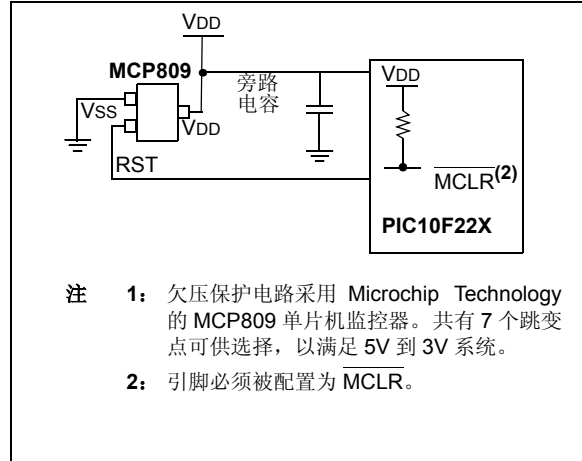 VDD
MCP809
旁路
电容
VDD
VSS
VDD
RST
MCLR(2)
PIC10F22X
注 1: 欠压保护电路采用 Microchip Technology
的 MCP809 单片机监控器。共有 7 个跳变
点可供选择，以满足 5V 到 3V 系统。
2: 引脚必须被配置为 MCLR。